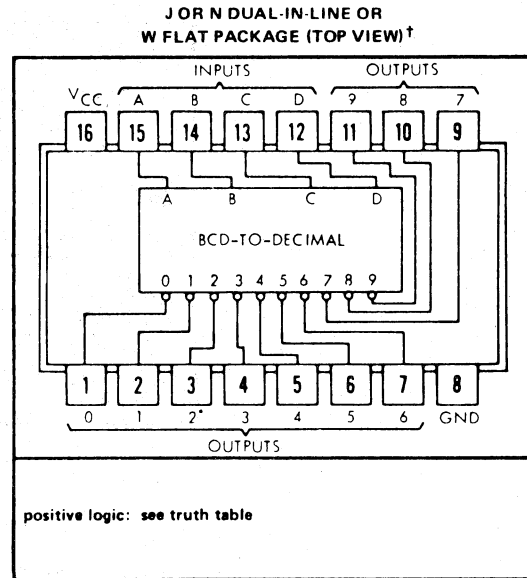 J OR N DUAL-IN-LINE OR
W FLAT PACKAGE (TOP VIEW)†
INPUTS OUTPUTS
VCC A B C D 9 8 7
16 15 14 13 12 11 10 9
A B C D
BCD-TO-DECIMAL
0 1 2 3 4 5 6 7 8 9
1 2 3 4 5 6 7 8
0 1 2 3 4 5 6 GND
OUTPUTS
positive logic: see truth table